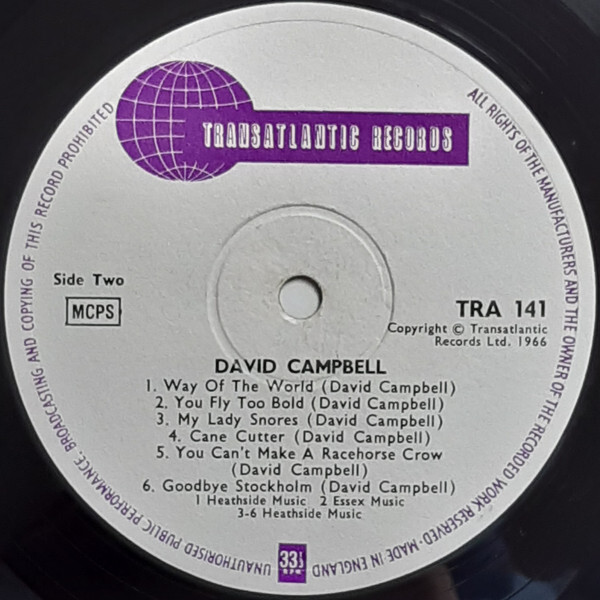 TRANSATLANTIC RECORDS
ALL RIGHTS OF THE MANUFACTURERS AND THE OWNER OF THE RECORDED WORK RESERVED·MADE IN ENGLAND
UNAUTHORISED PUBLIC PERFORMANCE. BROADCASTING AND COPYING OF THIS RECORD PROHIBITED
Side Two
MCPS
TRA 141
Copyright © Transatlantic
Records Ltd. 1966
DAVID CAMPBELL
1. Way Of The World (David Campbell)
2. You Fly Too Bold (David Campbell)
3. My Lady Snores (David Campbell)
4. Cane Cutter (David Campbell)
5. You Can't Make A Racehorse Crow
(David Campbell)
6. Goodbye Stockholm (David Campbell)
1 Heathside Music 2 Essex Music
3-6 Heathside Music
33⅓
R.P.M.